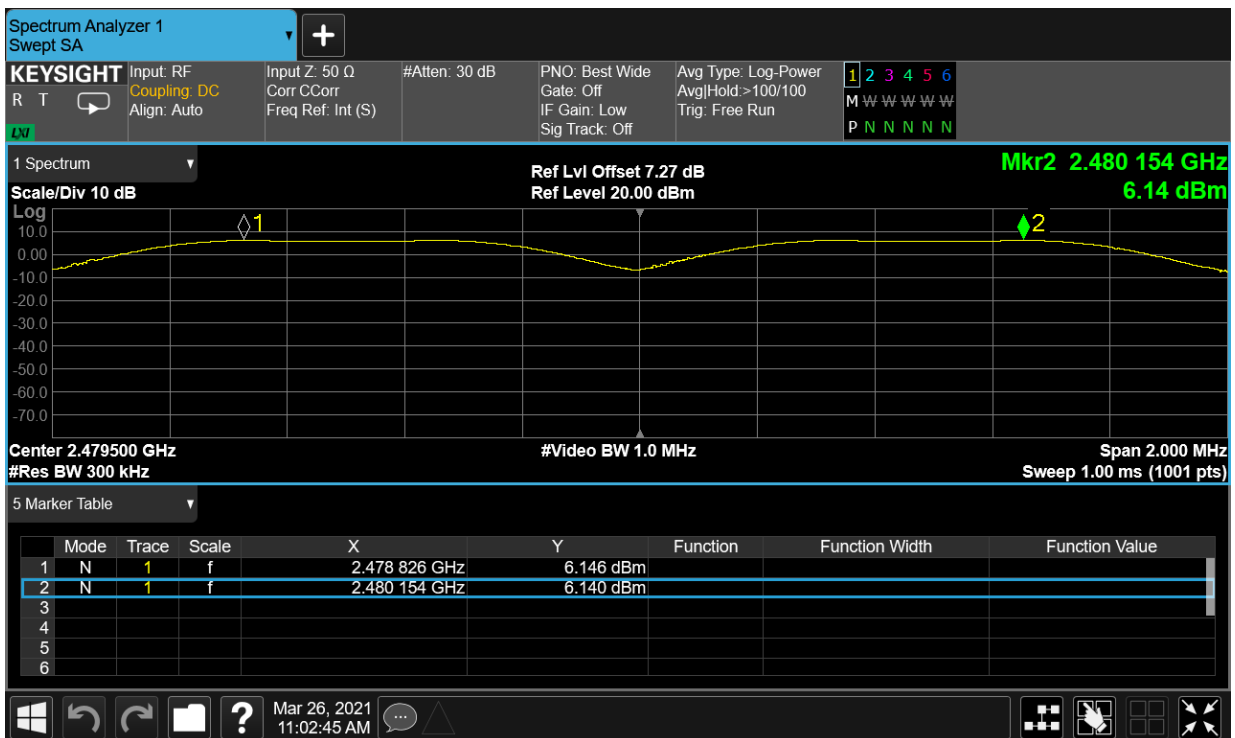 Spectrum Analyzer 1
Swept SA
KEYSIGHT Input: RF Input Z: 50 Ω #Atten: 30 dB PNO: Best Wide Avg Type: Log-Power 1 2 3 4 5 6
R T Coupling: DC Corr CCorr Gate: Off Avg|Hold:>100/100 M W W W W W
Align: Auto Freq Ref: Int (S) IF Gain: Low Trig: Free Run
LXI Sig Track: Off P N N N N N
1 Spectrum Ref Lvl Offset 7.27 dB Mkr2 2.480 154 GHz
Scale/Div 10 dB Ref Level 20.00 dBm 6.14 dBm
Log
1 2
10.0
0.00
-10.0
-20.0
-30.0
-40.0
-50.0
-60.0
-70.0
Center 2.479500 GHz #Video BW 1.0 MHz Span 2.000 MHz
#Res BW 300 kHz Sweep 1.00 ms (1001 pts)
5 Marker Table
Mode Trace Scale X Y Function Function Width Function Value
1 N 1 f 2.478 826 GHz 6.146 dBm
2 N 1 f 2.480 154 GHz 6.140 dBm
3
4
5
6
? Mar 26, 2021
11:02:45 AM